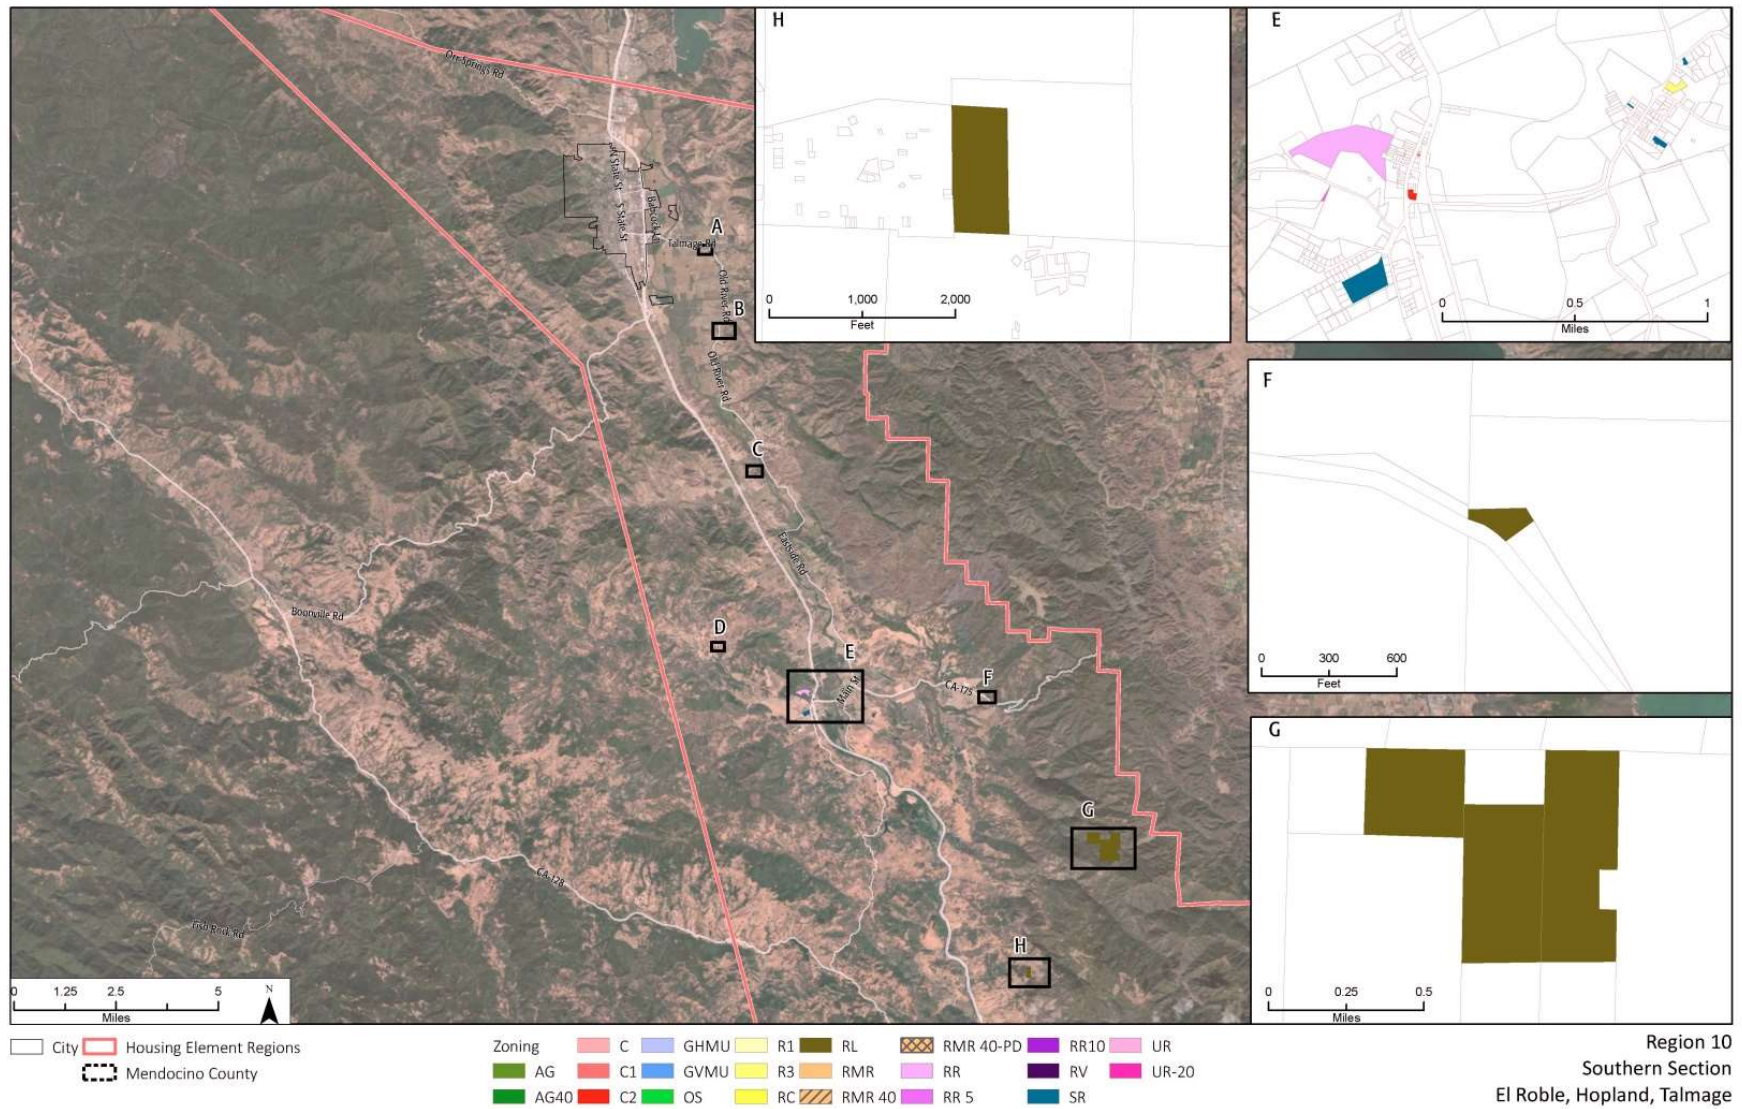 Orr Springs Rd
N State St
S State St
Babcock Ln
A
Talmage Rd
Old River Rd
B
Old River Rd
C
Eastside Rd
Boonville Rd
D
E
Main St
F
CA-175
G
CA-128
Fish Rock Rd
H
0 1.25 2.5 5
Miles
N
H
0 1,000 2,000
Feet
E
0 0.5 1
Miles
F
0 300 600
Feet
G
0 0.25 0.5
Miles
City
Housing Element Regions
Mendocino County
Zoning
AG
AG40
C
C1
C2
GHMU
GVMU
OS
R1
R3
RC
RL
RMR
RMR 40
RMR 40-PD
RR
RR 5
RR10
RV
SR
UR
UR-20
Region 10
Southern Section
El Roble, Hopland, Talmage